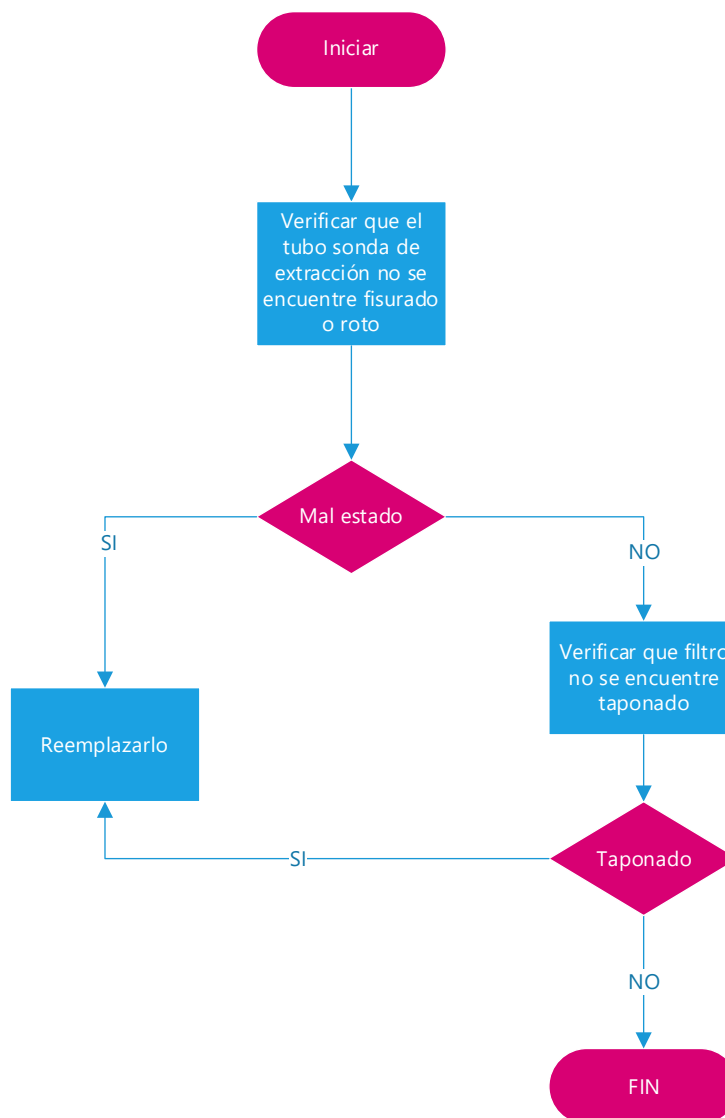 Iniciar
Verificar que el
tubo sonda de
extracción no se
encuentre fisurado
o roto
Mal estado
SI
NO
Verificar que filtro
no se encuentre
taponado
Reemplazarlo
SI
Taponado
NO
FIN